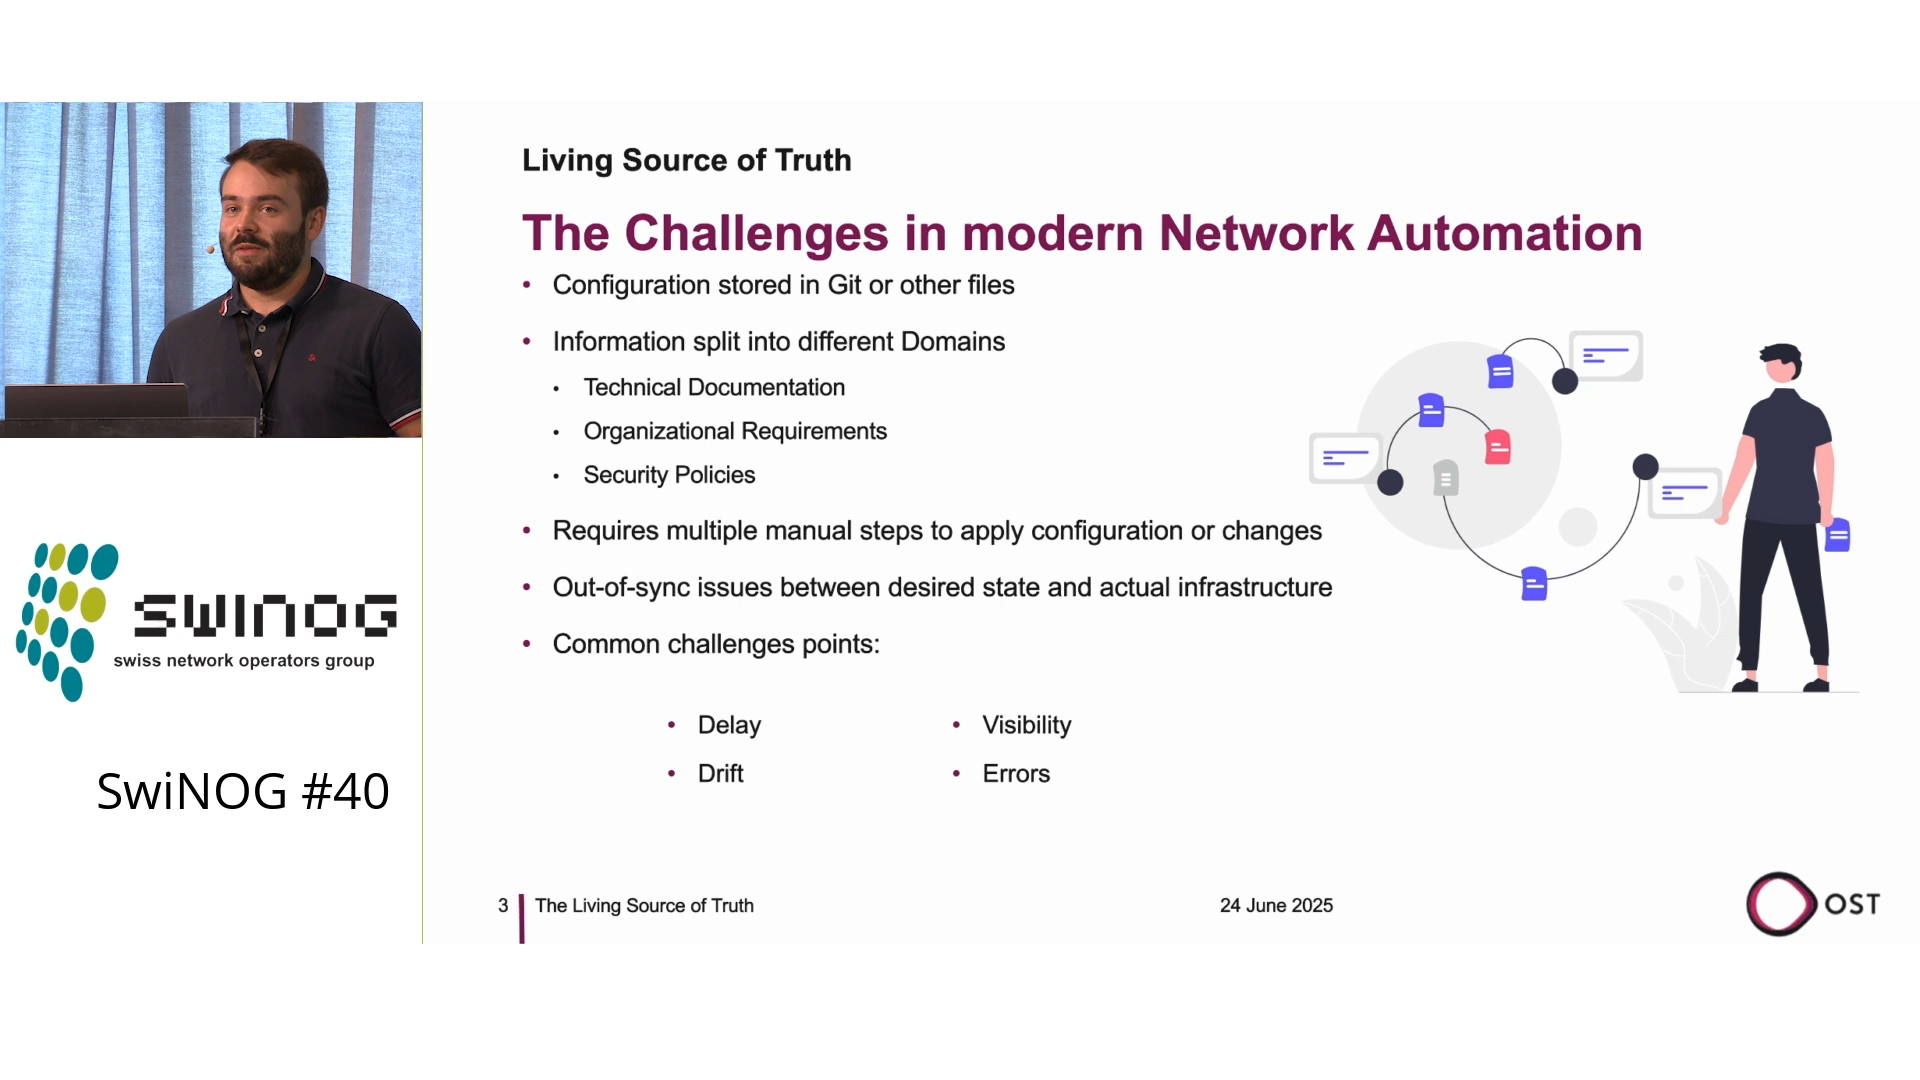 Living Source of Truth
The Challenges in modern Network Automation
• Configuration stored in Git or other files
• Information split into different Domains
• Technical Documentation
• Organizational Requirements
• Security Policies
• Requires multiple manual steps to apply configuration or changes
• Out-of-sync issues between desired state and actual infrastructure
• Common challenges points:
• Delay
• Drift
• Visibility
• Errors
3 The Living Source of Truth 24 June 2025
OST
SWINOG
swiss network operators group
SwiNOG #40